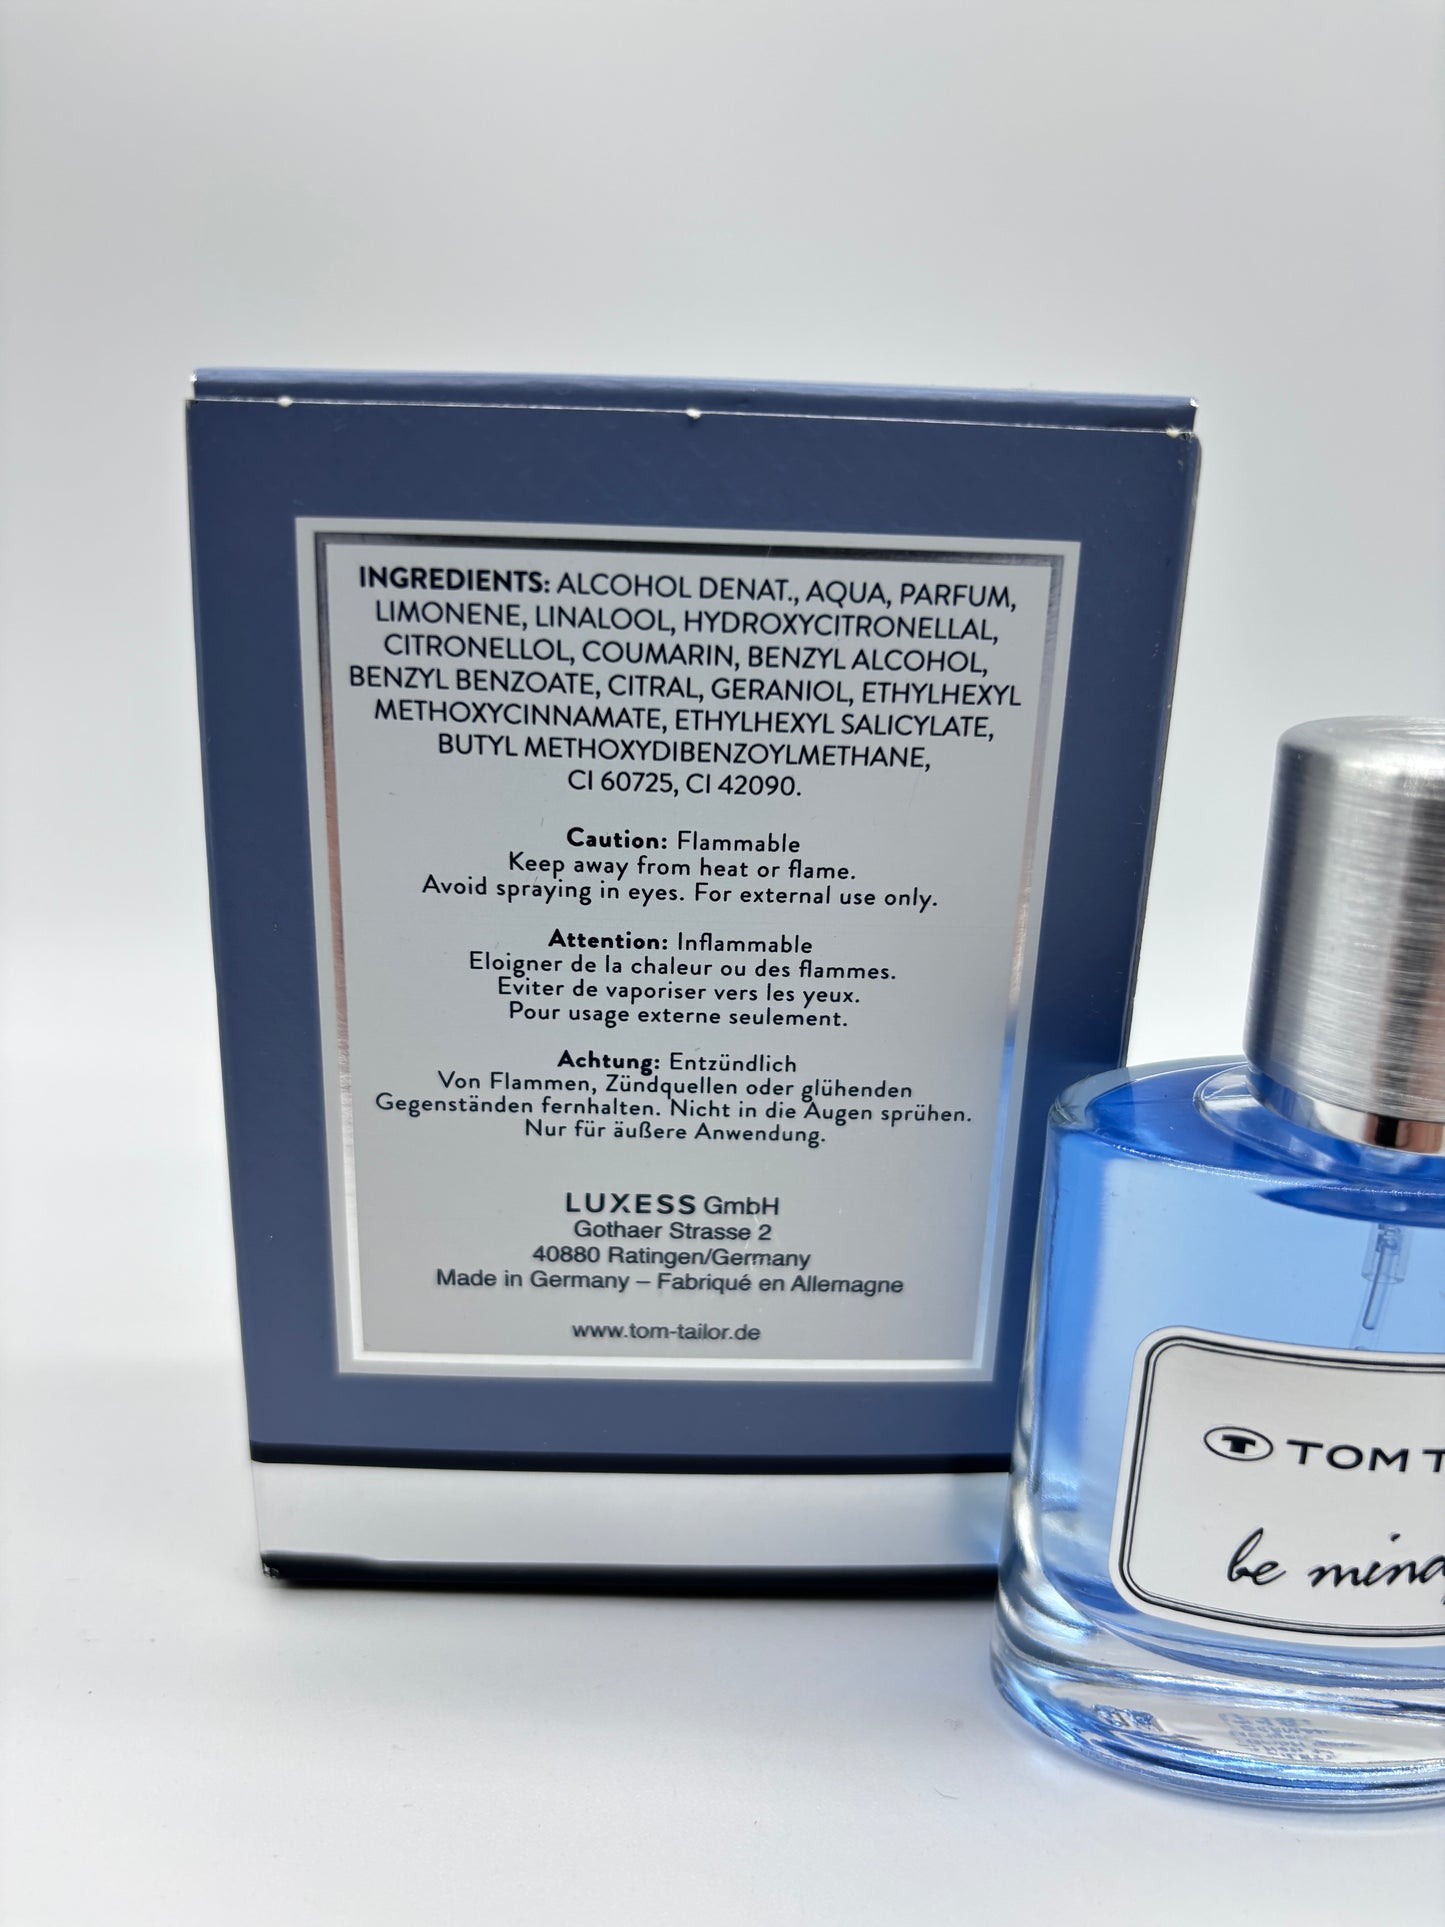 INGREDIENTS: ALCOHOL DENAT., AQUA, PARFUM,
LIMONENE, LINALOOL, HYDROXYCITRONELLAL,
CITRONELLOL, COUMARIN, BENZYL ALCOHOL,
BENZYL BENZOATE, CITRAL, GERANIOL, ETHYLHEXYL
METHOXYCINNAMATE, ETHYLHEXYL SALICYLATE,
BUTYL METHOXYDIBENZOYLMETHANE,
CI 60725, CI 42090.
Caution: Flammable
Keep away from heat or flame.
Avoid spraying in eyes. For external use only.
Attention: Inflammable
Eloigner de la chaleur ou des flammes.
Eviter de vaporiser vers les yeux.
Pour usage externe seulement.
Achtung: Entzündlich
Von Flammen, Zündquellen oder glühenden
Gegenständen fernhalten. Nicht in die Augen sprühen.
Nur für äußere Anwendung.
LUXESS GmbH
Gothaer Strasse 2
40880 Ratingen/Germany
Made in Germany – Fabriqué en Allemagne
www.tom-tailor.de
T TOM T
be mind